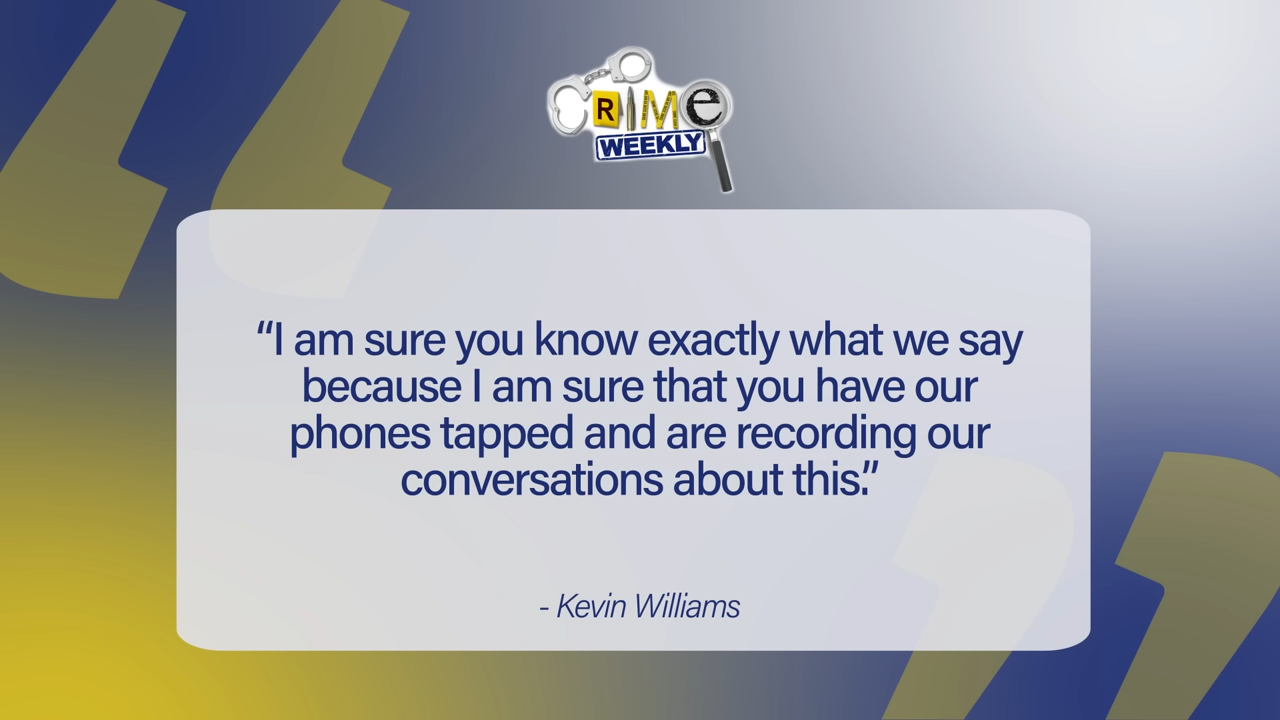 CRIMe
WEEKLY
“I am sure you know exactly what we say
because I am sure that you have our
phones tapped and are recording our
conversations about this.”
- Kevin Williams